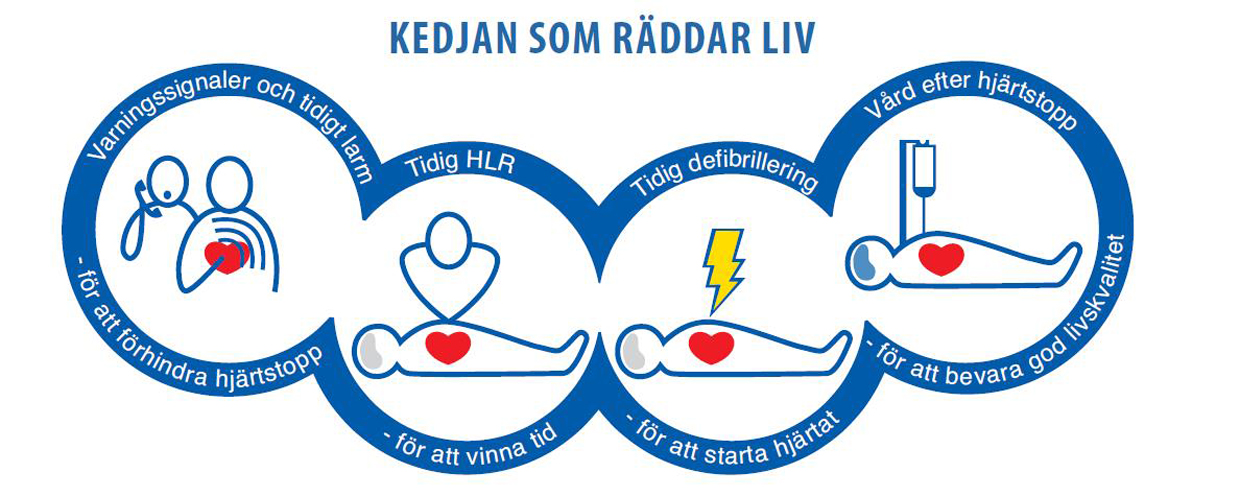 KEDJAN SOM RÄDDAR LIV
Varningssignaler och tidigt larm
- för att förhindra hjärtstopp
Tidig HLR
- för att vinna tid
Tidig defibrillering
- för att starta hjärtat
Vård efter hjärtstopp
- för att bevara god livskvalitet